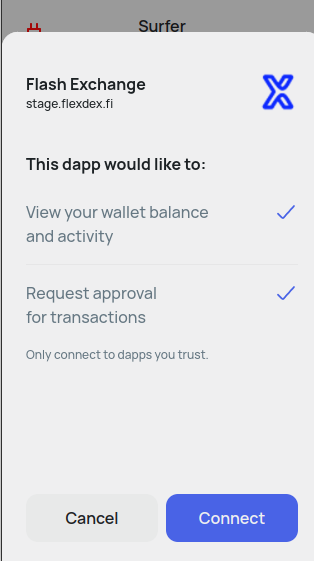 Surfer
Flash Exchange
stage.flexdex.fi
This dapp would like to:
View your wallet balance
and activity
Request approval
for transactions
Only connect to dapps you trust.
Cancel
Connect